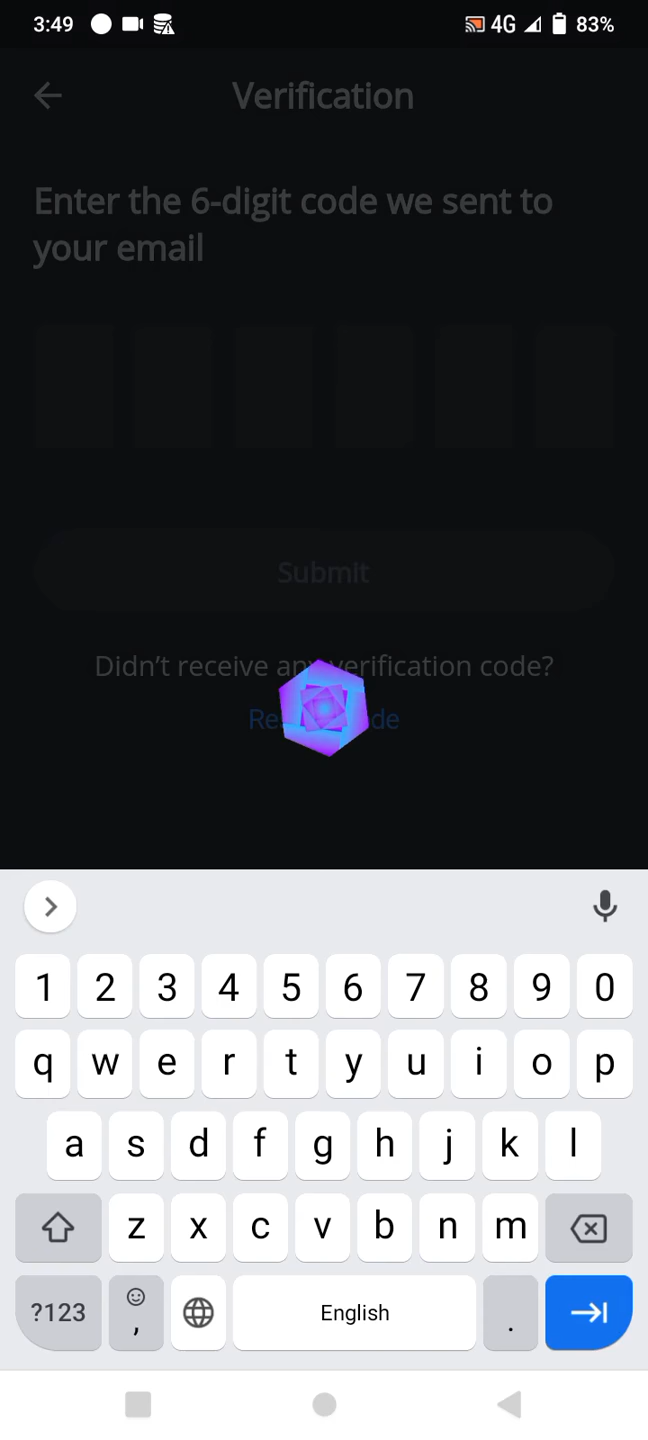 3:49 4G 83%
Verification
Enter the 6-digit code we sent to
your email
Submit
Didn't receive any verification code?
1 2 3 4 5 6 7 8 9 0
q w e r t y u i o p
a s d f g h j k l
z x c v b n m
?123 , English .